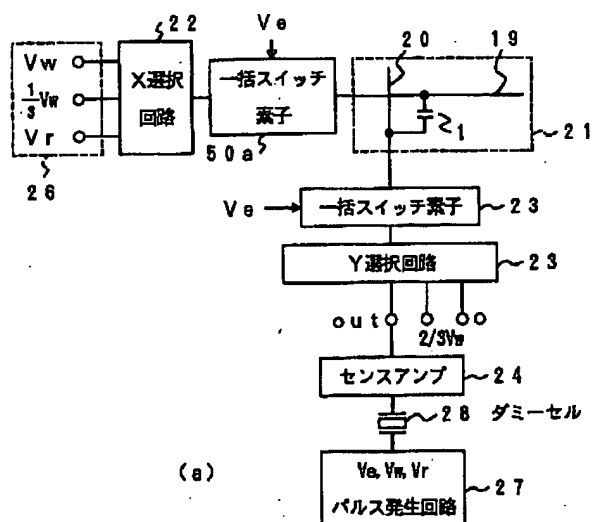 22
Ve
20
19
Vw
1/3Vw
Vr
X選択
回路
一括スイッチ
素子
1
21
50a
26
Ve
一括スイッチ素子
23
Y選択回路
23
out
2/3Vw
0
センスアンプ
24
28 ダミーセル
(a)
Ve,Vw,Vr
パルス発生回路
27